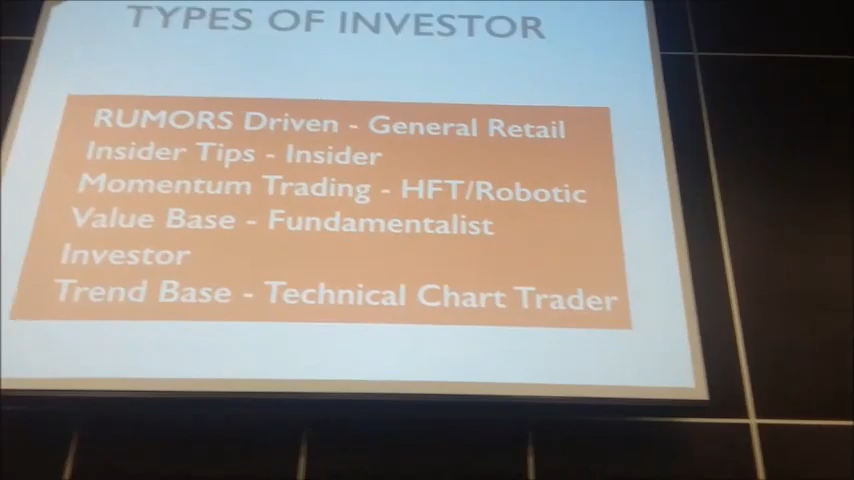 TYPES OF INVESTOR
RUMORS Driven - General Retail
Insider Tips - Insider
Momentum Trading - HFT/Robotic
Value Base - Fundamentalist
Investor
Trend Base - Technical Chart Trader